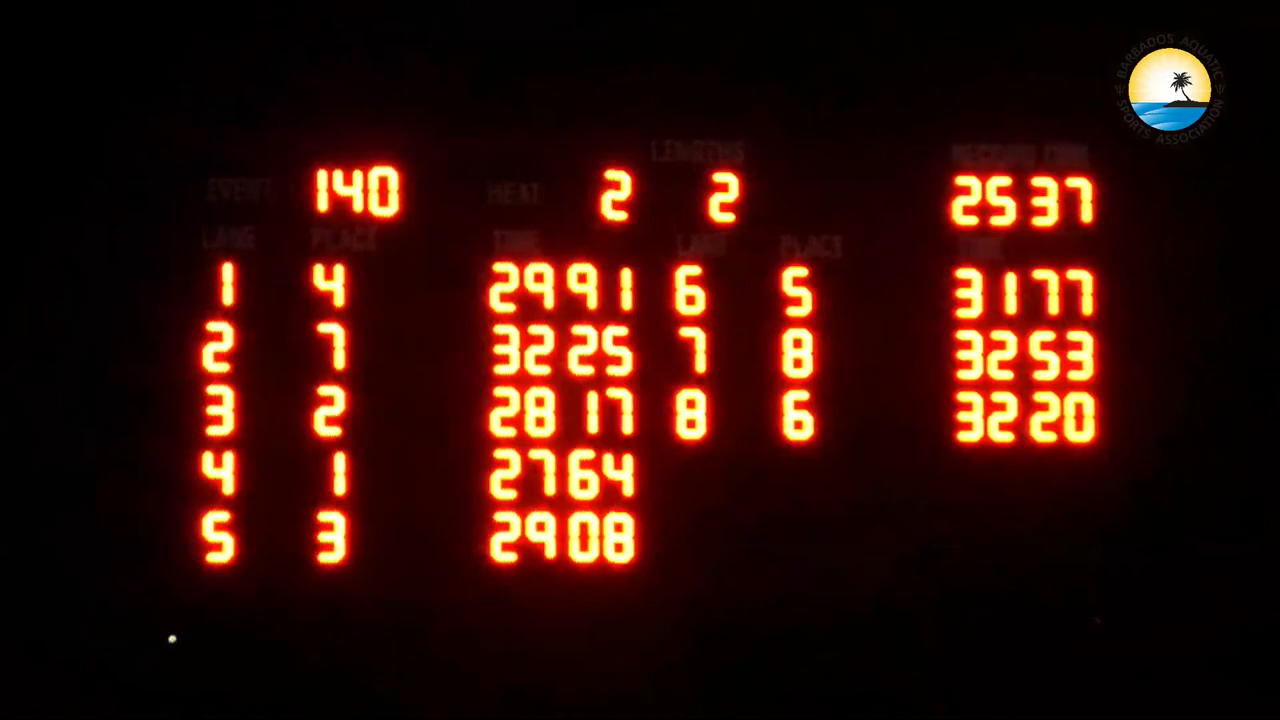 BARBADOS AQUATIC
SPORTS ASSOCIATION
LENGTHS RECORD TIME
EVENT 140 HEAT 2 2 25 37
LANE PLACE TIME LANE PLACE TIME
1 4 29 91 6 5 31 77
2 7 32 25 7 8 32 53
3 2 28 17 8 6 32 20
4 1 27 64
5 3 29 08